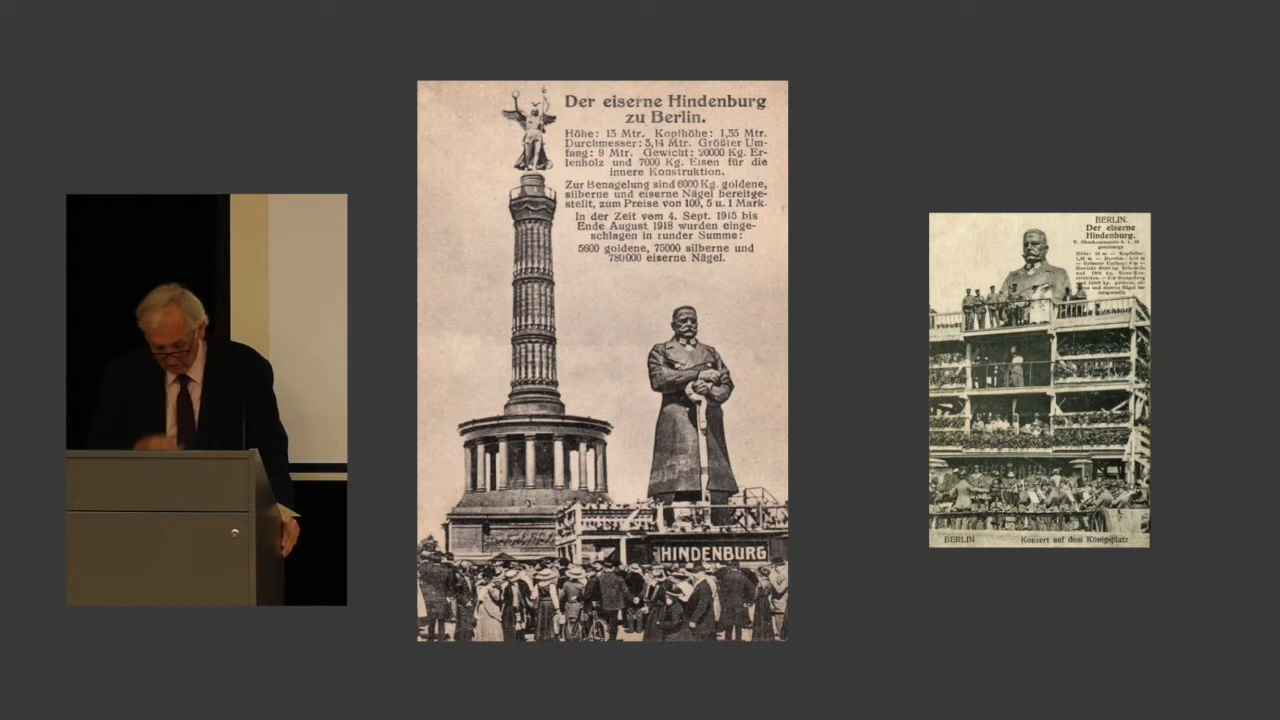 Der eiserne Hindenburg
zu Berlin.
Höhe: 13 Mtr. Kopfhöhe: 1,35 Mtr.
Durchmesser: 3,14 Mtr. Größter Um-
fang: 9 Mtr. Gewicht: 20000 Kg. Er-
lenholz und 7000 Kg. Eisen für die
innere Konstruktion.
Zur Benagelung sind 6000 Kg. goldene,
silberne und eiserne Nägel bereitge-
stellt, zum Preise von 100, 5 u. 1 Mark.
In der Zeit vom 4. Sept. 1915 bis
Ende August 1918 wurden einge-
schlagen in runder Summe:
5600 goldene, 75000 silberne und
780000 eiserne Nägel.
HINDENBURG
BERLIN.
Der eiserne
Hindenburg.
BERLIN Konzert auf dem Königsplatz